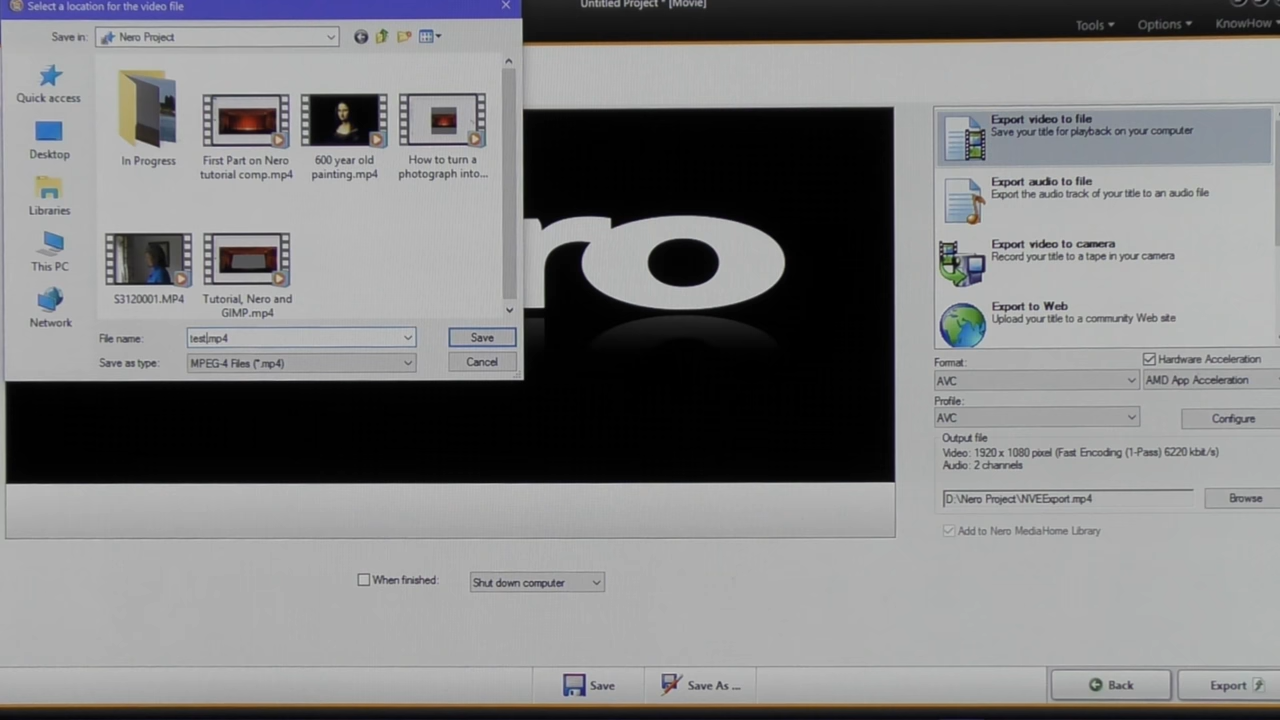 Select a location for the video file
Untitled Project * [Movie]
Tools
Options
KnowHow
Save in:
Nero Project
Quick access
Desktop
Libraries
This PC
Network
In Progress
First Part on Nero
tutorial comp.mp4
600 year old
painting.mp4
How to turn a
photograph into...
S3120001.MP4
Tutorial, Nero and
GIMP.mp4
File name:
test.mp4
Save
Save as type:
MPEG-4 Files (*.mp4)
Cancel
ro
Export video to file
Save your title for playback on your computer
Export audio to file
Export the audio track of your title to an audio file
Export video to camera
Record your title to a tape in your camera
Export to Web
Upload your title to a community Web site
Format:
Hardware Acceleration
AVC
AMD App Acceleration
Profile:
AVC
Configure
Output file
Video: 1920 x 1080 pixel (Fast Encoding (1-Pass) 6220 kbit/s)
Audio: 2 channels
D:\Nero Project\NVEExport.mp4
Browse
Add to Nero MediaHome Library
When finished:
Shut down computer
Save
Save As ...
Back
Export